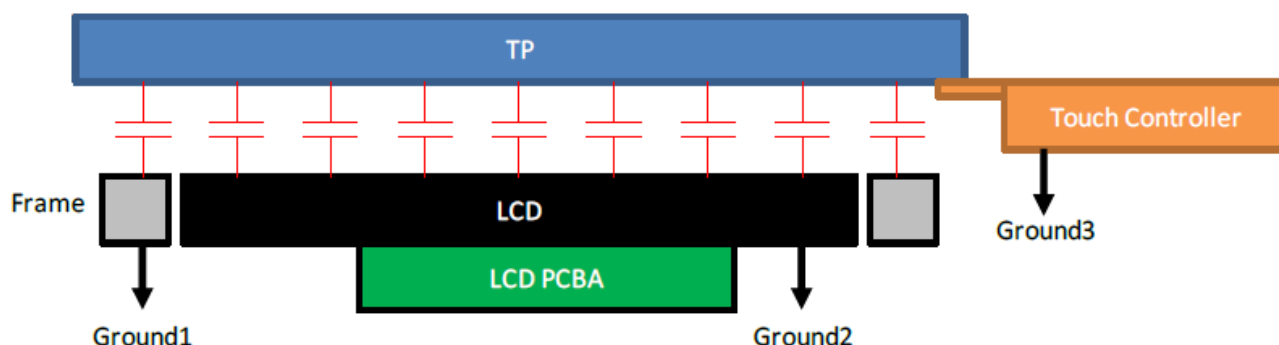 TP
Touch Controller
Frame
LCD
Ground3
LCD PCBA
Ground1
Ground2